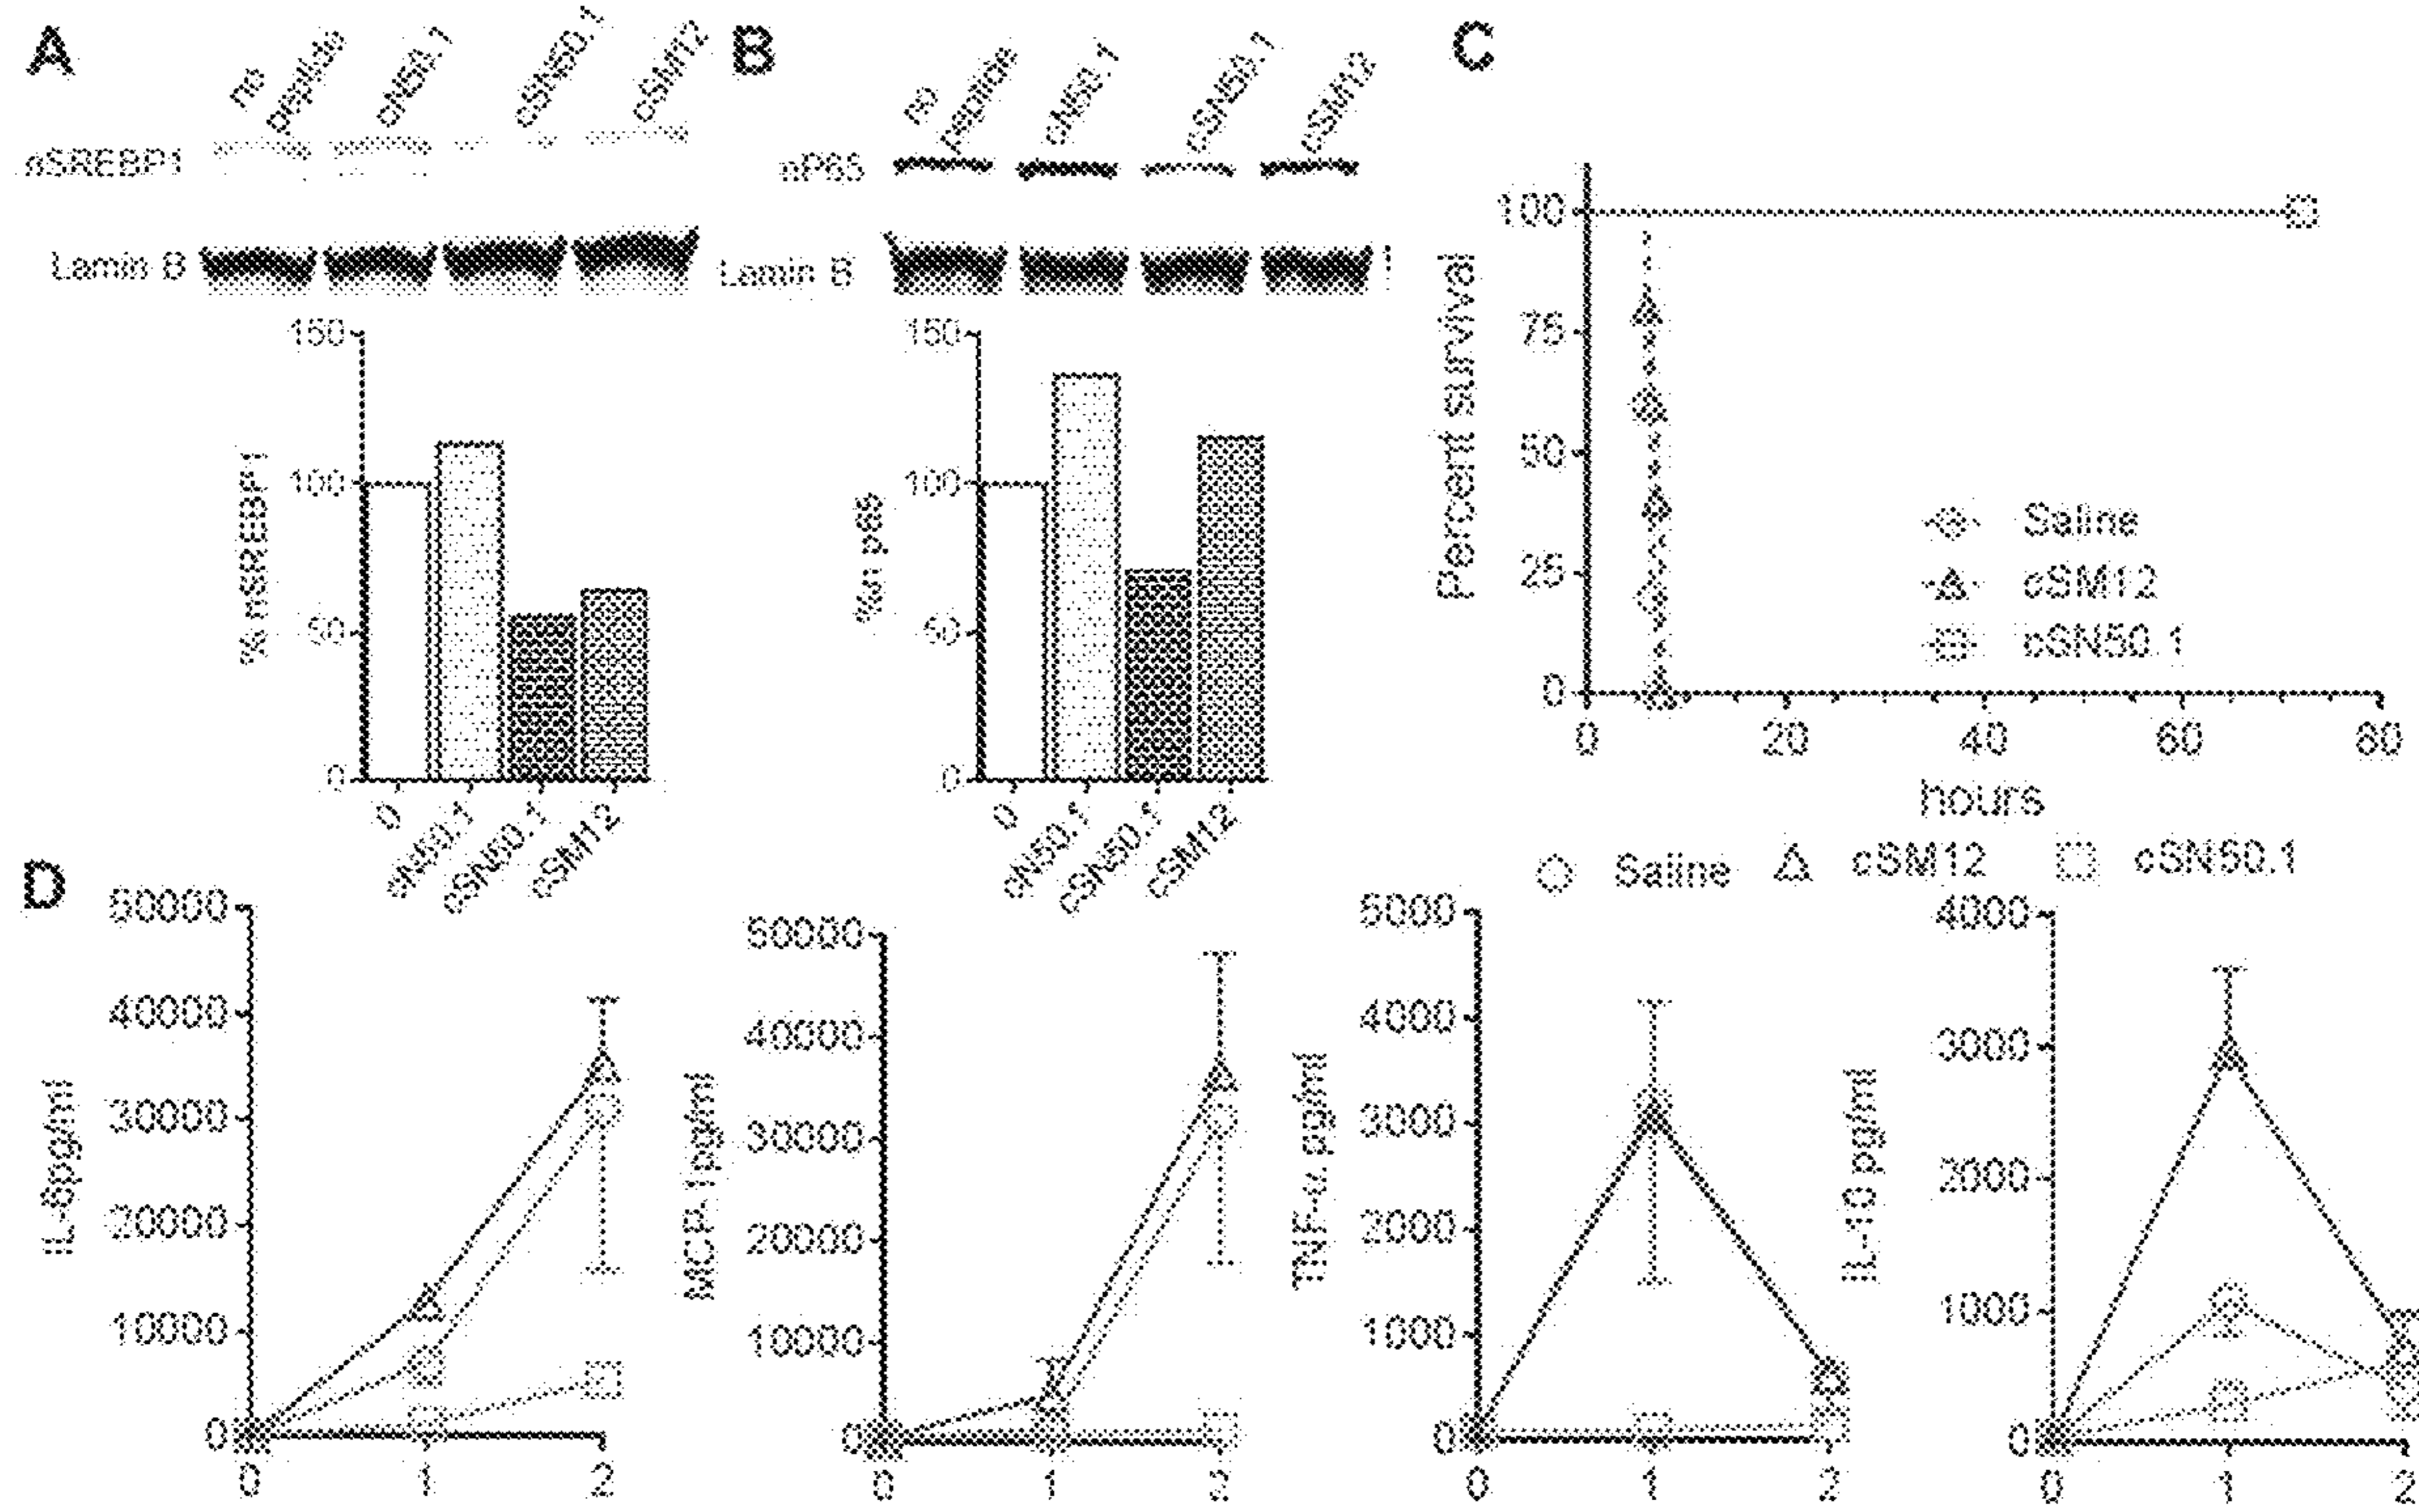 A
no peptide
cN50.1
cSN50.1
cSM12
nSREBP1
Lamin B
150
100
50
0
% nSREBP1
0
cN50.1
cSN50.1
cSM12
B
no peptide
cN50.1
cSN50.1
cSM12
nP65
Lamin B
150
100
50
0
%n p65
0
cN50.1
cSN50.1
cSM12
C
100
75
50
25
0
Percent survival
Saline
cSM12
cSN50.1
0 20 40 60 80
hours
D
Saline cSM12 cSN50.1
50000
40000
30000
20000
10000
0
IL-6pg/ml
0 1 2
50000
40000
30000
20000
10000
0
MCP-1pg/ml
0 1 2
5000
4000
3000
2000
1000
0
TNF-α pg/ml
0 1 2
4000
3000
2000
1000
0
IL-10 pg/ml
0 1 2